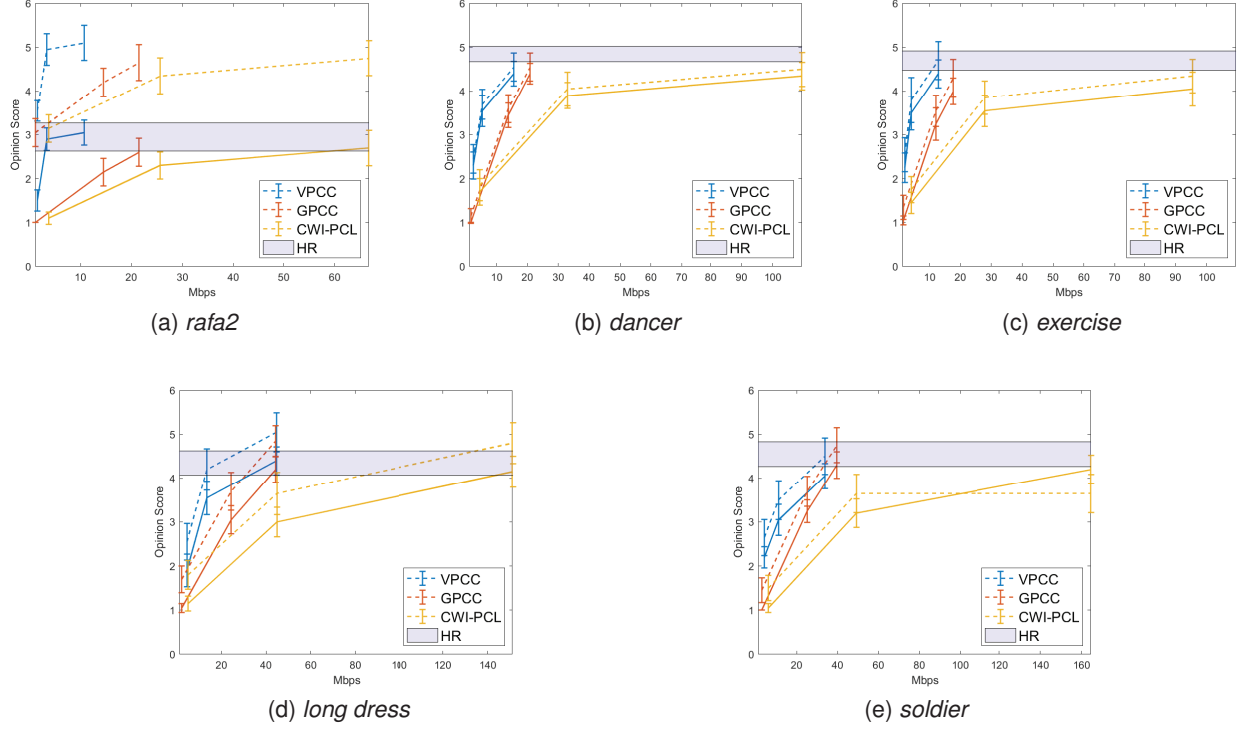 6
5
4
3
2
1
0
Opinion Score
10 20 30 40 50 60
Mbps
VPCC
GPCC
CWI-PCL
HR
(a) rafa2
6
5
4
3
2
1
0
Opinion Score
10 20 30 40 50 60 70 80 90 100
Mbps
VPCC
GPCC
CWI-PCL
HR
(b) dancer
6
5
4
3
2
1
0
Opinion Score
10 20 30 40 50 60 70 80 90 100
Mbps
VPCC
GPCC
CWI-PCL
HR
(c) exercise
6
5
4
3
2
1
0
Opinion Score
20 40 60 80 100 120 140
Mbps
VPCC
GPCC
CWI-PCL
HR
(d) long dress
6
5
4
3
2
1
0
Opinion Score
20 40 60 80 100 120 140 160
Mbps
VPCC
GPCC
CWI-PCL
HR
(e) soldier